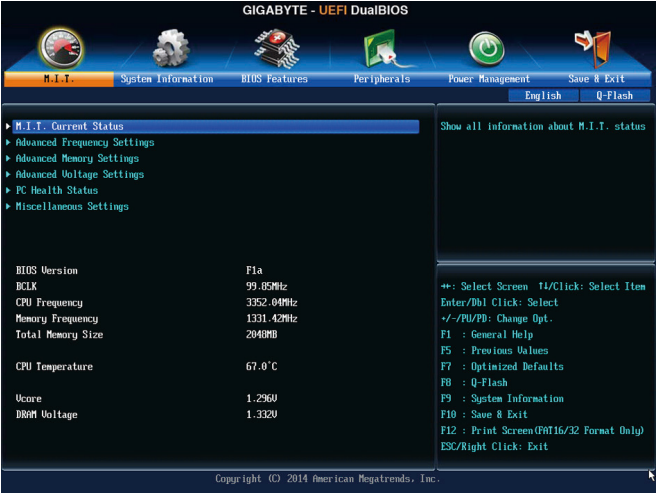 GIGABYTE - UEFI DualBIOS
M.I.T.
System Information
BIOS Features
Peripherals
Power Management
Save & Exit
English
Q-Flash
M.I.T. Current Status
Advanced Frequency Settings
Advanced Memory Settings
Advanced Voltage Settings
PC Health Status
Miscellaneous Settings
Show all information about M.I.T. status
BIOS Version F1a
BCLK 99.85MHz
CPU Frequency 3352.04MHz
Memory Frequency 1331.42MHz
Total Memory Size 2048MB
CPU Temperature 67.0°C
Vcore 1.296V
DRAM Voltage 1.332V
→←: Select Screen ↑↓/Click: Select Item
Enter/Dbl Click: Select
+/-/PU/PD: Change Opt.
F1 : General Help
F5 : Previous Values
F7 : Optimized Defaults
F8 : Q-Flash
F9 : System Information
F10 : Save & Exit
F12 : Print Screen(FAT16/32 Format Only)
ESC/Right Click: Exit
Copyright (C) 2014 American Megatrends, Inc.